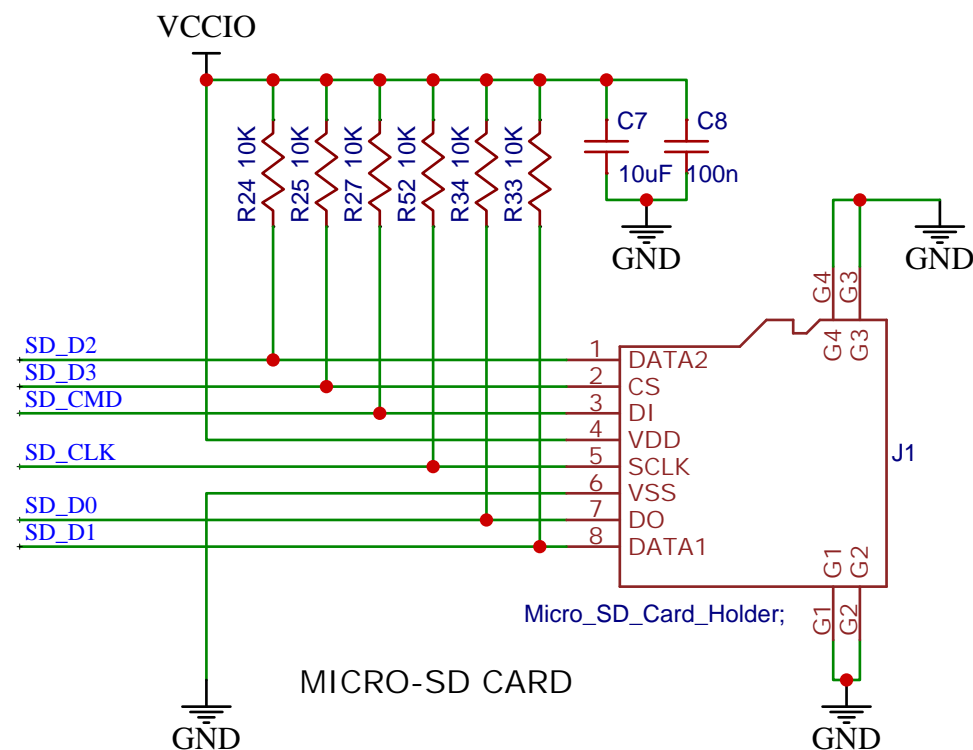 VCCIO
R24 10K
R25 10K
R27 10K
R52 10K
R34 10K
R33 10K
C7
C8
10uF
100n
GND
GND
G4
G3
G4
G3
SD_D2
1
DATA2
SD_D3
2
CS
SD_CMD
3
DI
4
VDD
SD_CLK
5
SCLK
J1
6
VSS
SD_D0
7
DO
SD_D1
8
DATA1
G1
G2
Micro_SD_Card_Holder;
G1
G2
MICRO-SD CARD
GND
GND